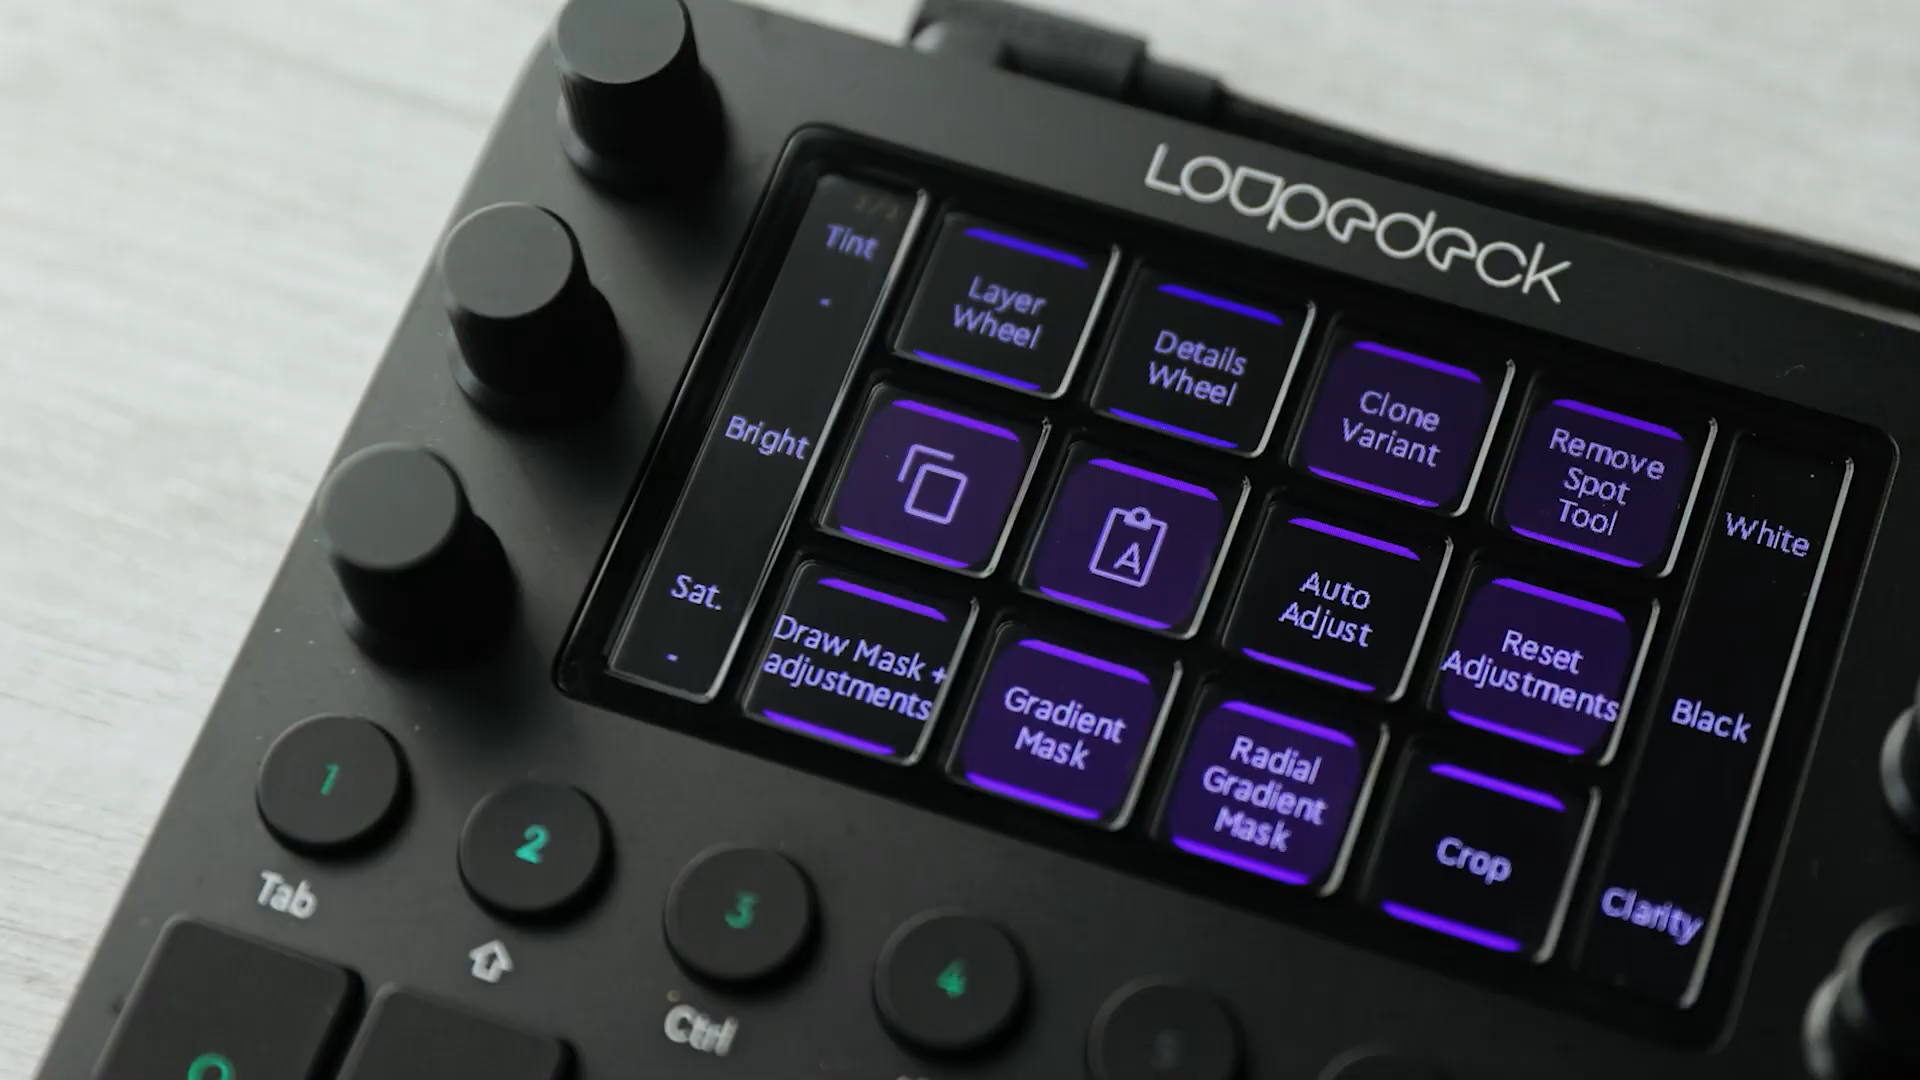 Loupedeck
Tint
-
Bright
Sat.
-
Layer
Wheel
Details
Wheel
Clone
Variant
Remove
Spot
Tool
A
Auto
Adjust
Reset
Adjustments
Draw Mask +
adjustments
Gradient
Mask
Radial
Gradient
Mask
Crop
White
Black
Clarity
1
2
3
4
Tab
Ctrl